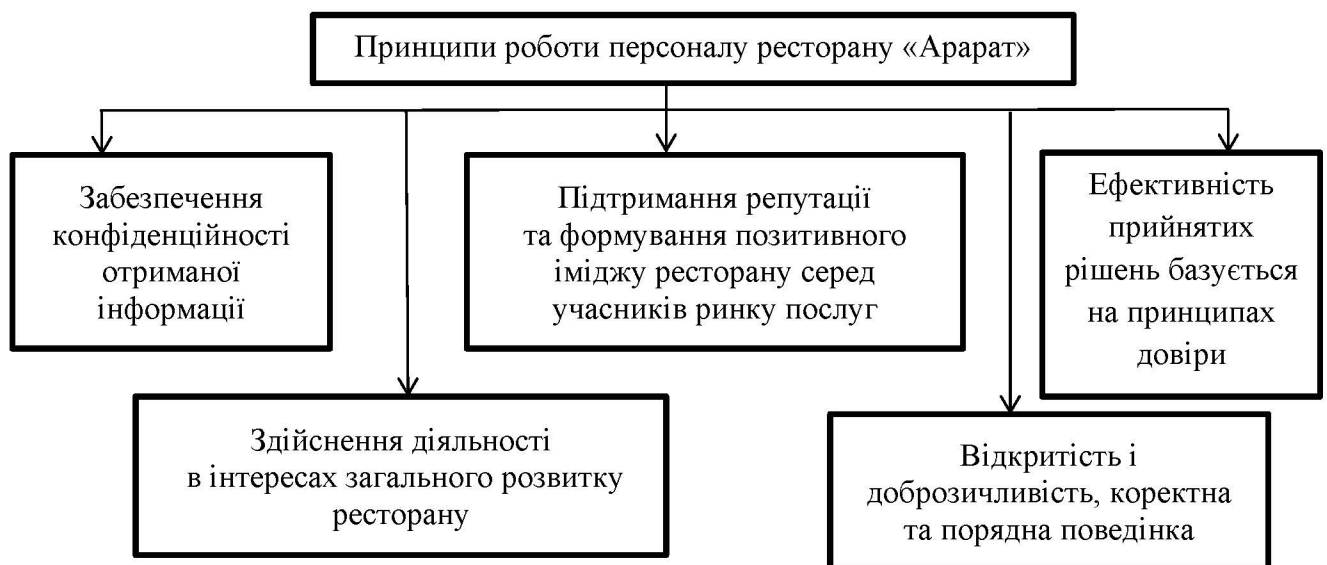 Принципи роботи персоналу ресторану «Арарат»
Забезпечення
конфіденційності
отриманої
інформації
Підтримання репутації
та формування позитивного
іміджу ресторану серед
учасників ринку послуг
Ефективність
прийнятих
рішень базується
на принципах
довіри
Здійснення діяльності
в інтересах загального розвитку
ресторану
Відкритість і
доброзичливість, коректна
та порядна поведінка